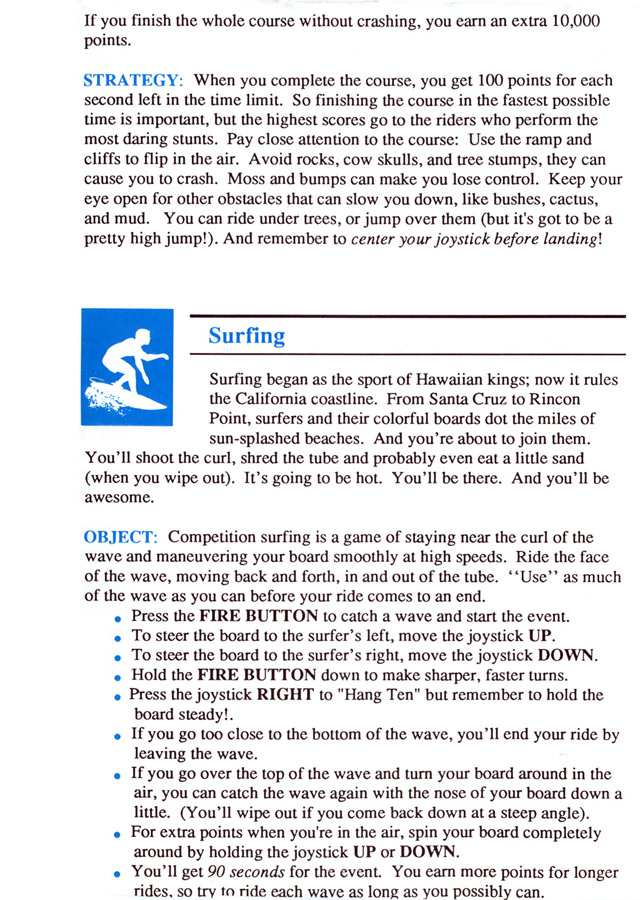 If you finish the whole course without crashing, you earn an extra 10,000
points.
STRATEGY: When you complete the course, you get 100 points for each
second left in the time limit. So finishing the course in the fastest possible
time is important, but the highest scores go to the riders who perform the
most daring stunts. Pay close attention to the course: Use the ramp and
cliffs to flip in the air. Avoid rocks, cow skulls, and tree stumps, they can
cause you to crash. Moss and bumps can make you lose control. Keep your
eye open for other obstacles that can slow you down, like bushes, cactus,
and mud. You can ride under trees, or jump over them (but it's got to be a
pretty high jump!). And remember to center your joystick before landing!
Surfing
Surfing began as the sport of Hawaiian kings; now it rules
the California coastline. From Santa Cruz to Rincon
Point, surfers and their colorful boards dot the miles of
sun-splashed beaches. And you're about to join them.
You'll shoot the curl, shred the tube and probably even eat a little sand
(when you wipe out). It's going to be hot. You'll be there. And you'll be
awesome.
OBJECT: Competition surfing is a game of staying near the curl of the
wave and maneuvering your board smoothly at high speeds. Ride the face
of the wave, moving back and forth, in and out of the tube. "Use" as much
of the wave as you can before your ride comes to an end.
• Press the FIRE BUTTON to catch a wave and start the event.
• To steer the board to the surfer's left, move the joystick UP.
• To steer the board to the surfer's right, move the joystick DOWN.
• Hold the FIRE BUTTON down to make sharper, faster turns.
• Press the joystick RIGHT to "Hang Ten" but remember to hold the
board steady!.
• If you go too close to the bottom of the wave, you'll end your ride by
leaving the wave.
• If you go over the top of the wave and turn your board around in the
air, you can catch the wave again with the nose of your board down a
little. (You'll wipe out if you come back down at a steep angle).
• For extra points when you're in the air, spin your board completely
around by holding the joystick UP or DOWN.
• You'll get 90 seconds for the event. You earn more points for longer
rides, so try to ride each wave as long as you possibly can.